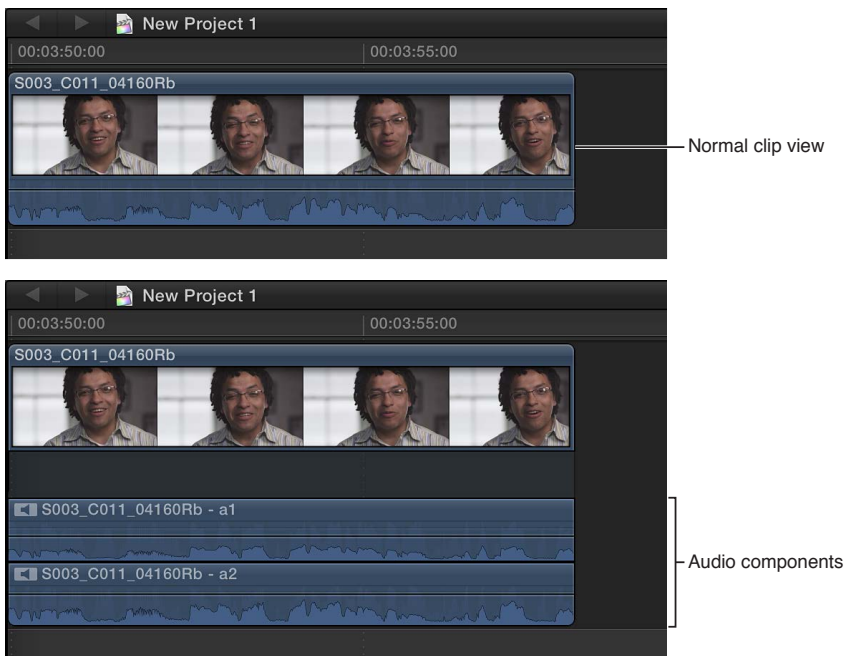 New Project 1
00:03:50:00
00:03:55:00
S003_C011_04160Rb
Normal clip view
New Project 1
00:03:50:00
00:03:55:00
S003_C011_04160Rb
S003_C011_04160Rb - a1
S003_C011_04160Rb - a2
Audio components